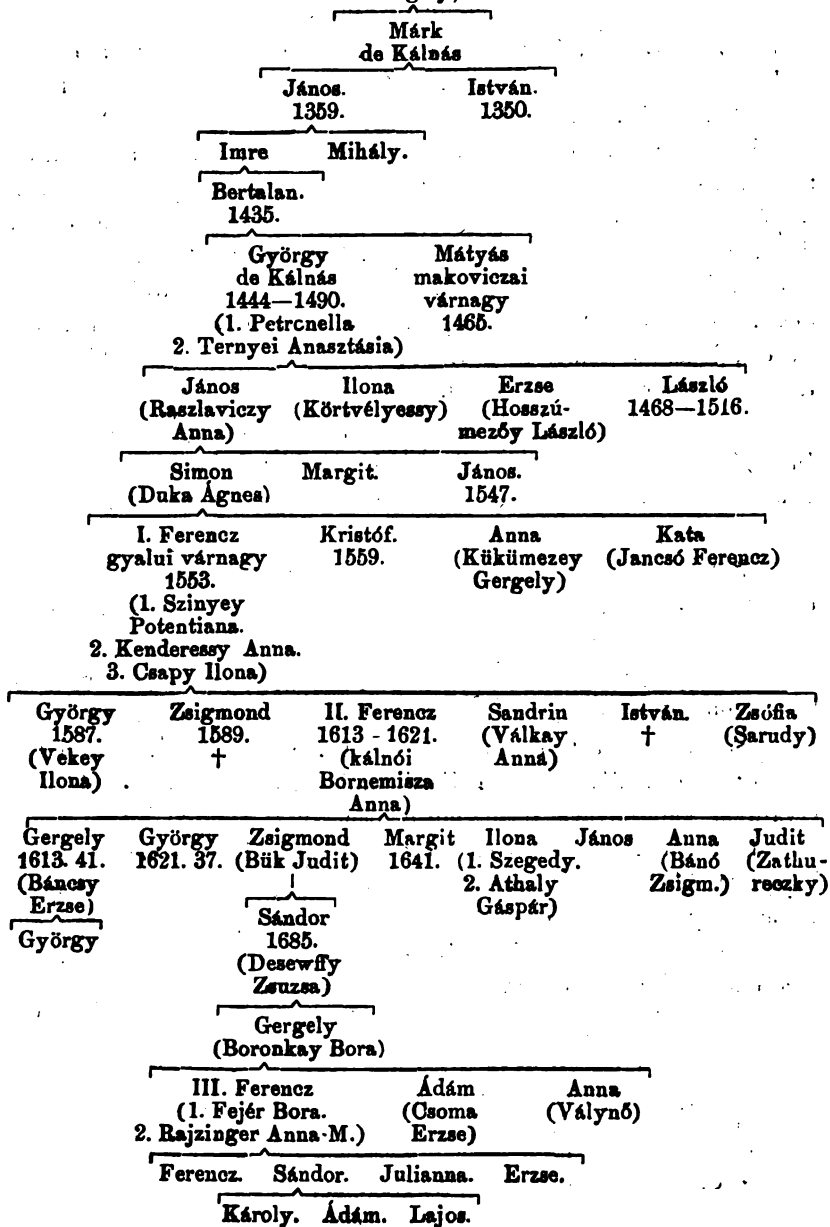 Márk
de Kálnás
János. István.
1359. 1350.
Imre Mihály.
Bertalan.
1435.
György Mátyás
de Kálnás makoviczai
1444—1490. várnagy
(1. Petronella 1465.
2. Ternyei Anasztásia)
János Ilona Erzse László
(Raszlaviczy (Körtvélyessy) (Hosszú- 1468—1516.
Anna) mezőy László)
Simon Margit. János.
(Duka Ágnes) 1547.
I. Ferencz Kristóf. Anna Kata
gyalui várnagy 1559. (Kükümezey (Jancsó Ferencz)
1553. Gergely)
(1. Szinyey
Potentiana.
2. Kenderessy Anna.
3. Csapy Ilona)
György Zsigmond II. Ferencz Sandrin István. Zsófia
1587. 1589. 1613 - 1621. (Válkay † (Sarudy)
(Vékey † (kálnói Anna)
Ilona) Bornemisza
Anna)
Gergely György Zsigmond Margit Ilona János Anna Judit
1613. 41. 1621. 37. (Bük Judit) 1641. (1. Szegedy. (Bánó (Zathu-
(Báncsy 2. Athaly Zsigm.) reczky)
Erzse) Gáspár)
György Sándor
1685.
(Desewffy
Zsuzsa)
Gergely
(Boronkay Bora)
III. Ferencz Ádám Anna
(1. Fejér Bora. (Csoma (Válynő)
2. Rajzinger Anna-M.) Erzse)
Ferencz. Sándor. Julianna. Erzse.
Károly. Ádám. Lajos.